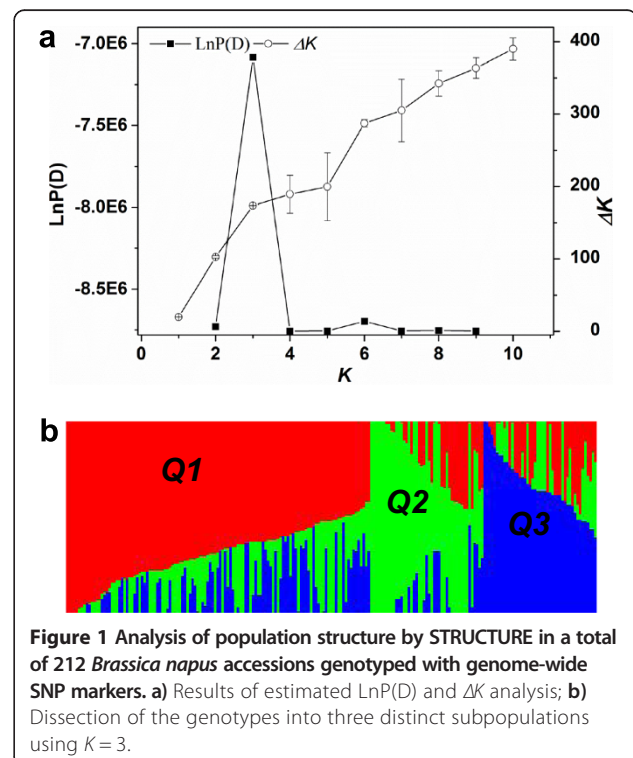 a
LnP(D) ΔK
-7.0E6
-7.5E6
-8.0E6
-8.5E6
LnP(D)
400
300
200
100
0
ΔK
0 2 4 6 8 10
K
b
Q1
Q2
Q3
Figure 1 Analysis of population structure by STRUCTURE in a total
of 212 Brassica napus accessions genotyped with genome-wide
SNP markers. a) Results of estimated LnP(D) and ΔK analysis; b)
Dissection of the genotypes into three distinct subpopulations
using K = 3.